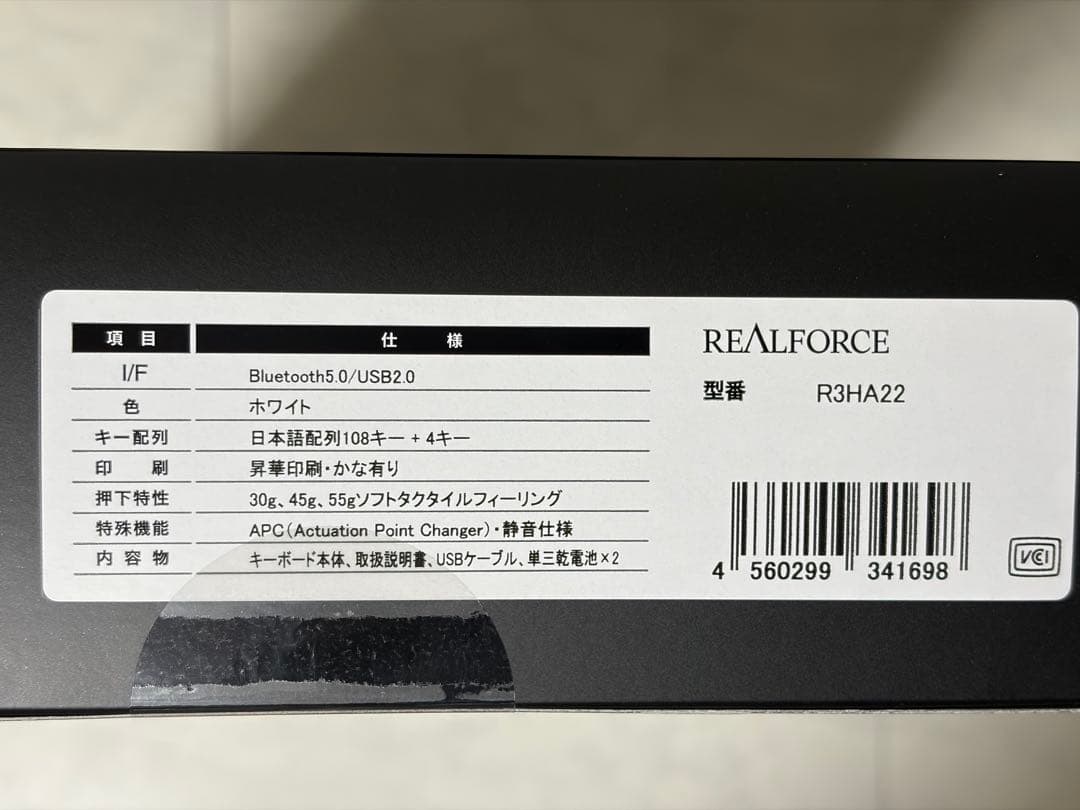 項目 仕様
I/F Bluetooth5.0/USB2.0
色 ホワイト
キー配列 日本語配列108キー + 4キー
印刷 昇華印刷・かな有り
押下特性 30g、45g、55gソフトタクタイルフィーリング
特殊機能 APC(Actuation Point Changer)・静音仕様
内容物 キーボード本体、取扱説明書、USBケーブル、単三乾電池×2
REALFORCE
型番 R3HA22
4 560299 341698
VCCI